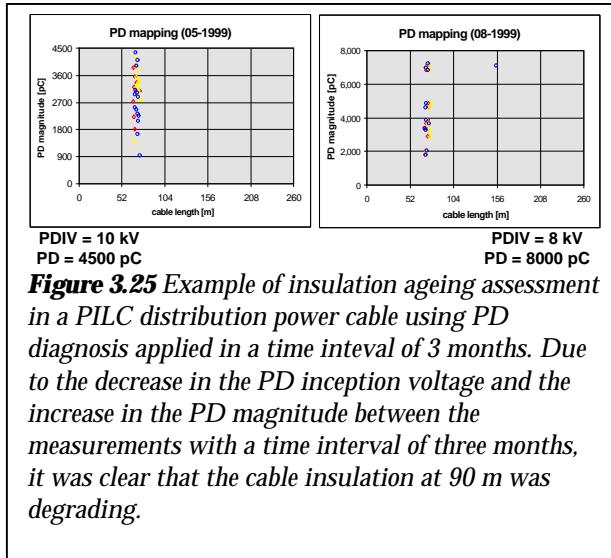 PD mapping (05-1999)
4500
3600
2700
1800
900
0
PD magnitude [pC]
0 52 104 156 208 260
cable length [m]
PD mapping (08-1999)
8,000
6,000
4,000
2,000
0
PD magnitude [pC]
0 52 104 156 208 260
cable length [m]
PDIV = 10 kV
PD = 4500 pC
PDIV = 8 kV
PD = 8000 pC
Figure 3.25 Example of insulation ageing assessment
in a PILC distribution power cable using PD
diagnosis applied in a time inteval of 3 months. Due
to the decrease in the PD inception voltage and the
increase in the PD magnitude between the
measurements with a time interval of three months,
it was clear that the cable insulation at 90 m was
degrading.